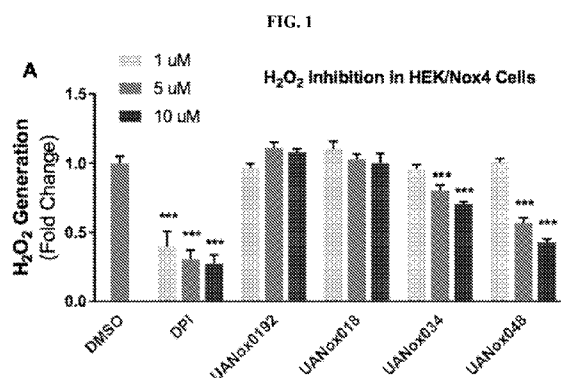 FIG. 1
A
1 uM
5 uM
10 uM
H₂O₂ Inhibition In HEK/Nox4 Cells
H₂O₂ Generation
(Fold Change)
1.5
1.0
0.5
0.0
*** *** ***
*** ***
*** ***
DMSO
DPI
UANox0192
UANox018
UANox034
UANox048